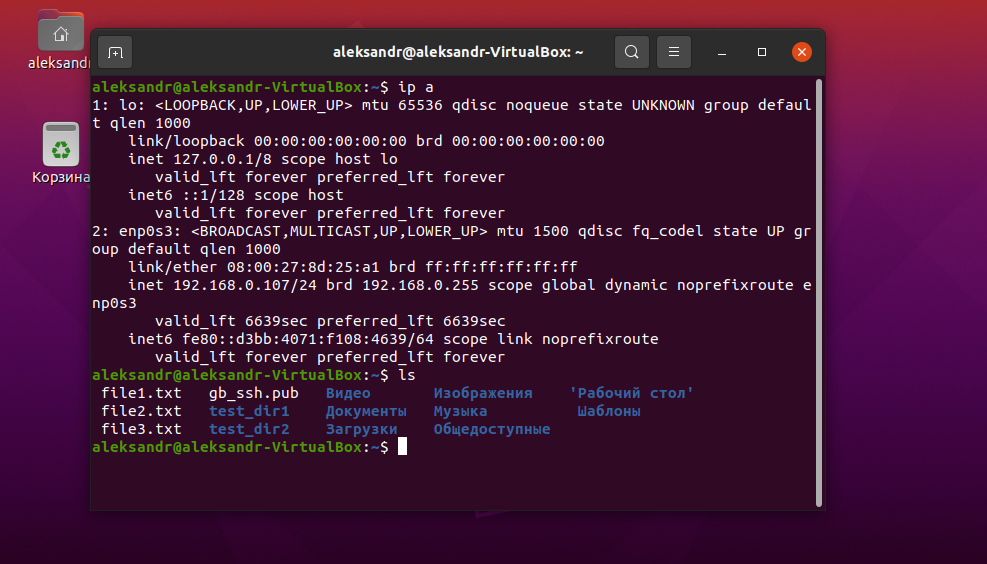 aleksandr
Корзина
aleksandr@aleksandr-VirtualBox: ~
aleksandr@aleksandr-VirtualBox:~$ ip a
1: lo: <LOOPBACK,UP,LOWER_UP> mtu 65536 qdisc noqueue state UNKNOWN group defaul
t qlen 1000
    link/loopback 00:00:00:00:00:00 brd 00:00:00:00:00:00
    inet 127.0.0.1/8 scope host lo
       valid_lft forever preferred_lft forever
    inet6 ::1/128 scope host
       valid_lft forever preferred_lft forever
2: enp0s3: <BROADCAST,MULTICAST,UP,LOWER_UP> mtu 1500 qdisc fq_codel state UP gr
oup default qlen 1000
    link/ether 08:00:27:8d:25:a1 brd ff:ff:ff:ff:ff:ff
    inet 192.168.0.107/24 brd 192.168.0.255 scope global dynamic noprefixroute e
np0s3
       valid_lft 6639sec preferred_lft 6639sec
    inet6 fe80::d3bb:4071:f108:4639/64 scope link noprefixroute
       valid_lft forever preferred_lft forever
aleksandr@aleksandr-VirtualBox:~$ ls
 file1.txt   gb_ssh.pub   Видео       Изображения    'Рабочий стол'
 file2.txt   test_dir1    Документы   Музыка          Шаблоны
 file3.txt   test_dir2    Загрузки    Общедоступные
aleksandr@aleksandr-VirtualBox:~$